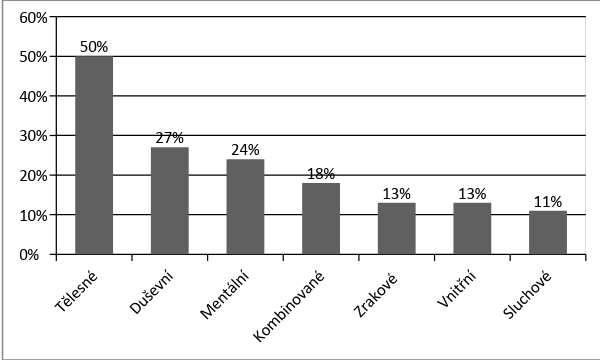 60%
50%
40%
30%
20%
10%
0%
50%
27%
24%
18%
13%
13%
11%
Tělesné
Duševní
Mentální
Kombinované
Zrakové
Vnitřní
Sluchové